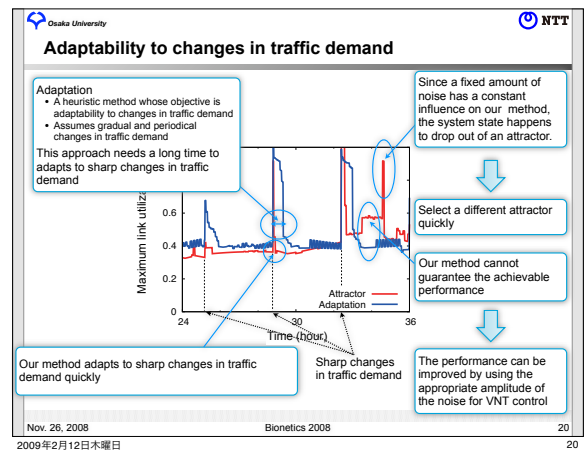 Osaka University
NTT
Adaptability to changes in traffic demand
Adaptation
• A heuristic method whose objective is
adaptability to changes in traffic demand
• Assumes gradual and periodical
changes in traffic demand
This approach needs a long time to
adapts to sharp changes in traffic
demand
Since a fixed amount of
noise has a constant
influence on our method,
the system state happens
to drop out of an attractor.
Select a different attractor
quickly
Our method cannot
guarantee the achievable
performance
The performance can be
improved by using the
appropriate amplitude of
the noise for VNT control
Maximum link utiliza
0.6
0.4
0.2
0
24
30
36
Time (hour)
Attractor
Adaptation
Our method adapts to sharp changes in traffic
demand quickly
Sharp changes
in traffic demand
Nov. 26, 2008
Bionetics 2008
20
2009年2月12日木曜日
20